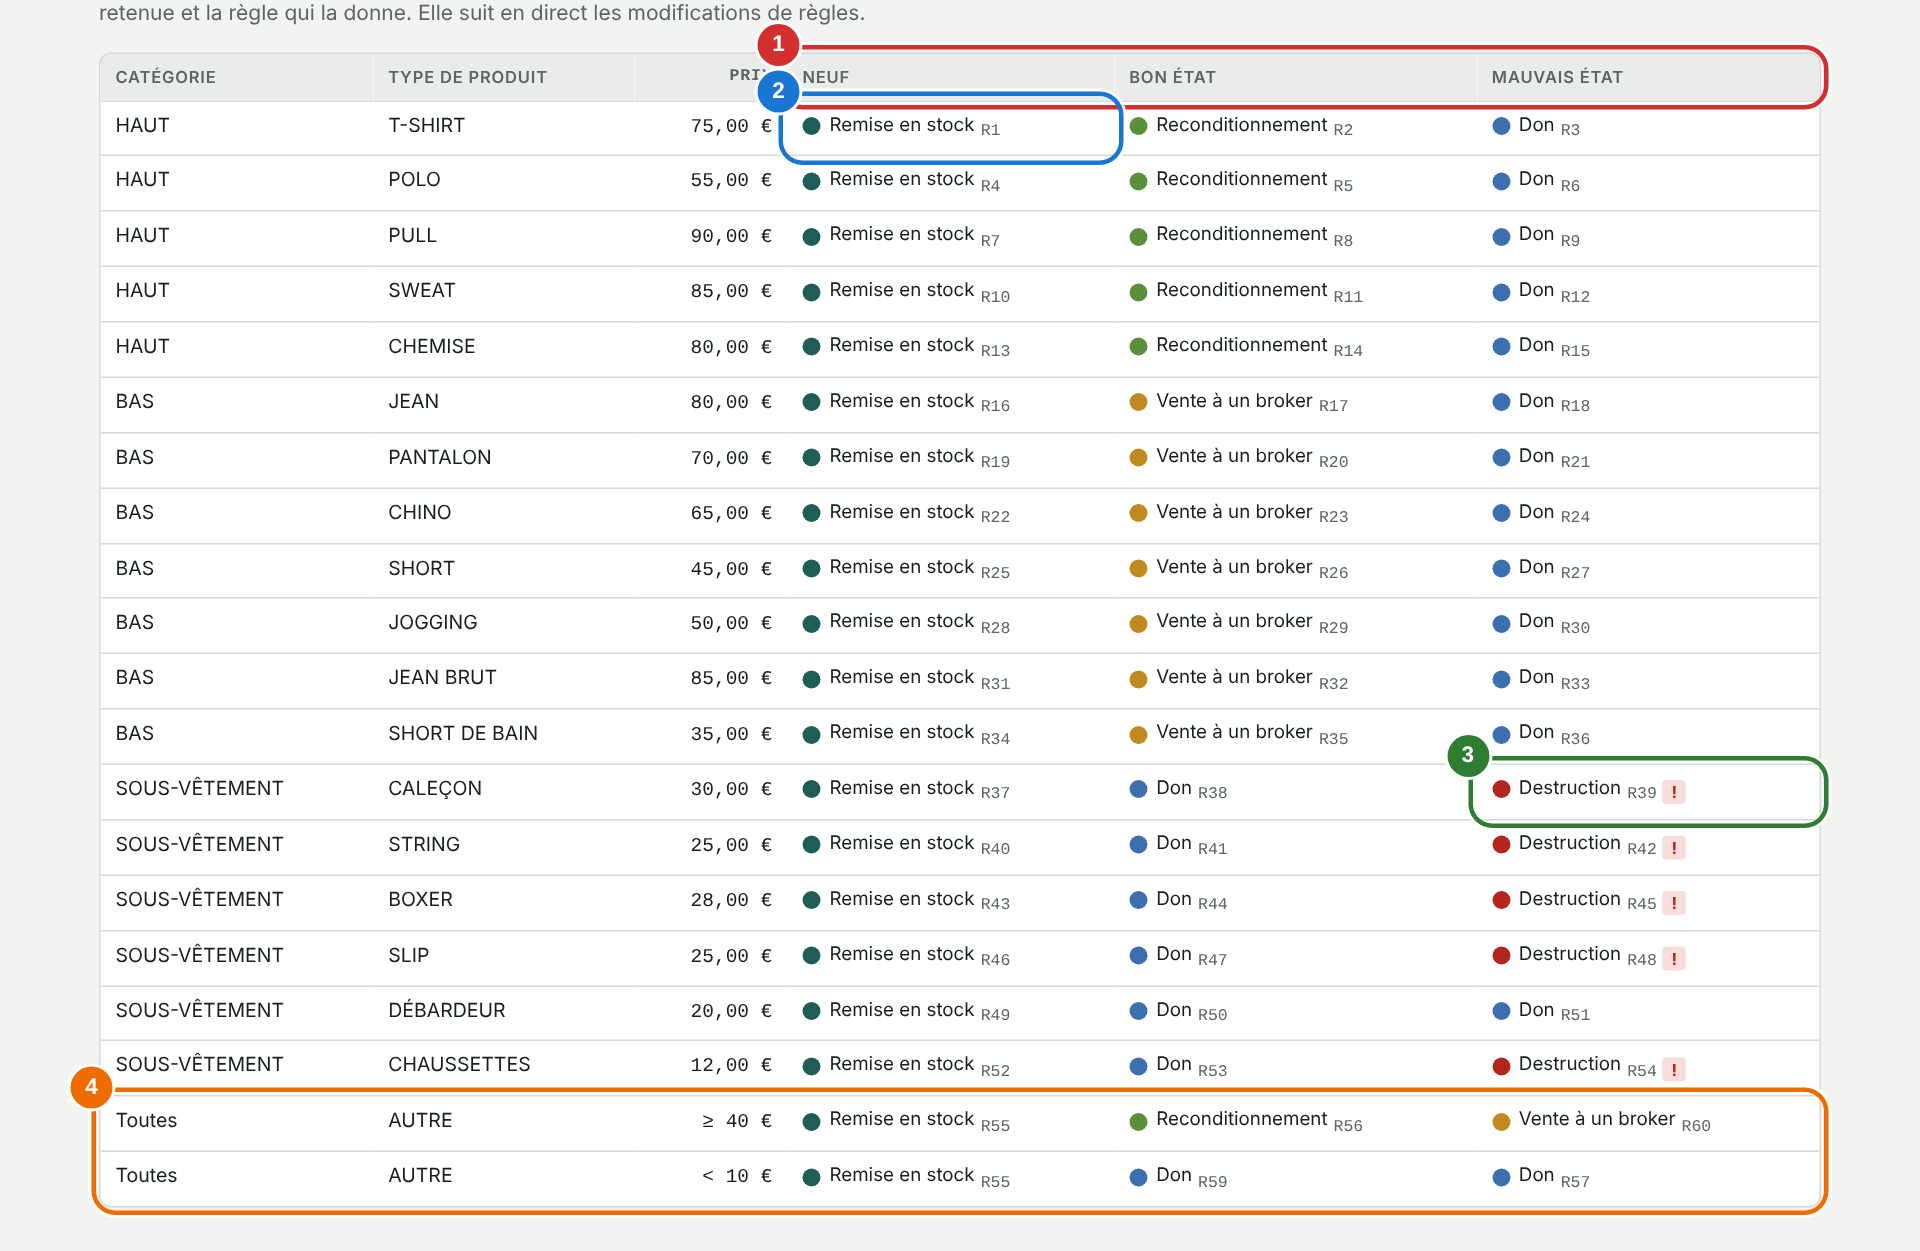 retenue et la règle qui la donne. Elle suit en direct les modifications de règles.
1
CATÉGORIE TYPE DE PRODUIT PRI NEUF BON ÉTAT MAUVAIS ÉTAT
2
HAUT T-SHIRT 75,00 € Remise en stock R1 Reconditionnement R2 Don R3
HAUT POLO 55,00 € Remise en stock R4 Reconditionnement R5 Don R6
HAUT PULL 90,00 € Remise en stock R7 Reconditionnement R8 Don R9
HAUT SWEAT 85,00 € Remise en stock R10 Reconditionnement R11 Don R12
HAUT CHEMISE 80,00 € Remise en stock R13 Reconditionnement R14 Don R15
BAS JEAN 80,00 € Remise en stock R16 Vente à un broker R17 Don R18
BAS PANTALON 70,00 € Remise en stock R19 Vente à un broker R20 Don R21
BAS CHINO 65,00 € Remise en stock R22 Vente à un broker R23 Don R24
BAS SHORT 45,00 € Remise en stock R25 Vente à un broker R26 Don R27
BAS JOGGING 50,00 € Remise en stock R28 Vente à un broker R29 Don R30
BAS JEAN BRUT 85,00 € Remise en stock R31 Vente à un broker R32 Don R33
BAS SHORT DE BAIN 35,00 € Remise en stock R34 Vente à un broker R35 Don R36
3
SOUS-VÊTEMENT CALEÇON 30,00 € Remise en stock R37 Don R38 Destruction R39 !
SOUS-VÊTEMENT STRING 25,00 € Remise en stock R40 Don R41 Destruction R42 !
SOUS-VÊTEMENT BOXER 28,00 € Remise en stock R43 Don R44 Destruction R45 !
SOUS-VÊTEMENT SLIP 25,00 € Remise en stock R46 Don R47 Destruction R48 !
SOUS-VÊTEMENT DÉBARDEUR 20,00 € Remise en stock R49 Don R50 Don R51
SOUS-VÊTEMENT CHAUSSETTES 12,00 € Remise en stock R52 Don R53 Destruction R54 !
4
Toutes AUTRE ≥ 40 € Remise en stock R55 Reconditionnement R56 Vente à un broker R60
Toutes AUTRE < 10 € Remise en stock R55 Don R59 Don R57